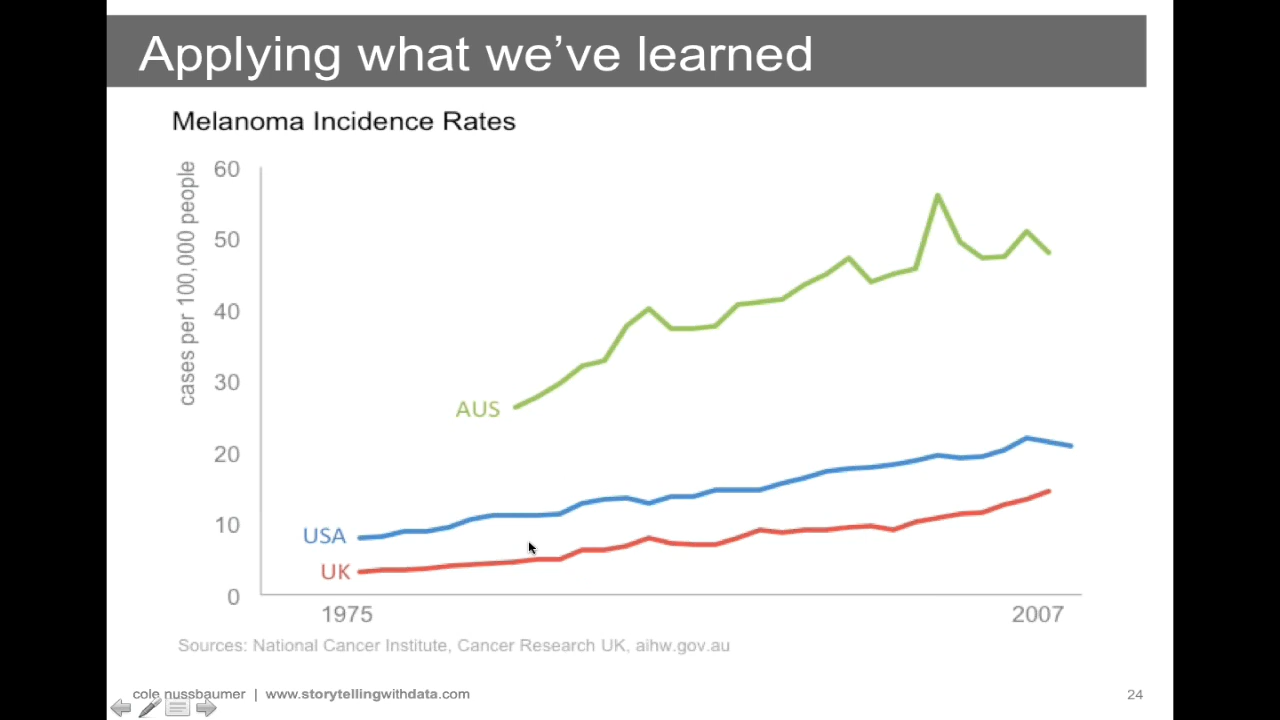 Applying what we've learned
Melanoma Incidence Rates
cases per 100,000 people
60
50
40
30
20
10
0
AUS
USA
UK
1975
2007
Sources: National Cancer Institute, Cancer Research UK, aihw.gov.au
cole nussbaumer | www.storytellingwithdata.com
24